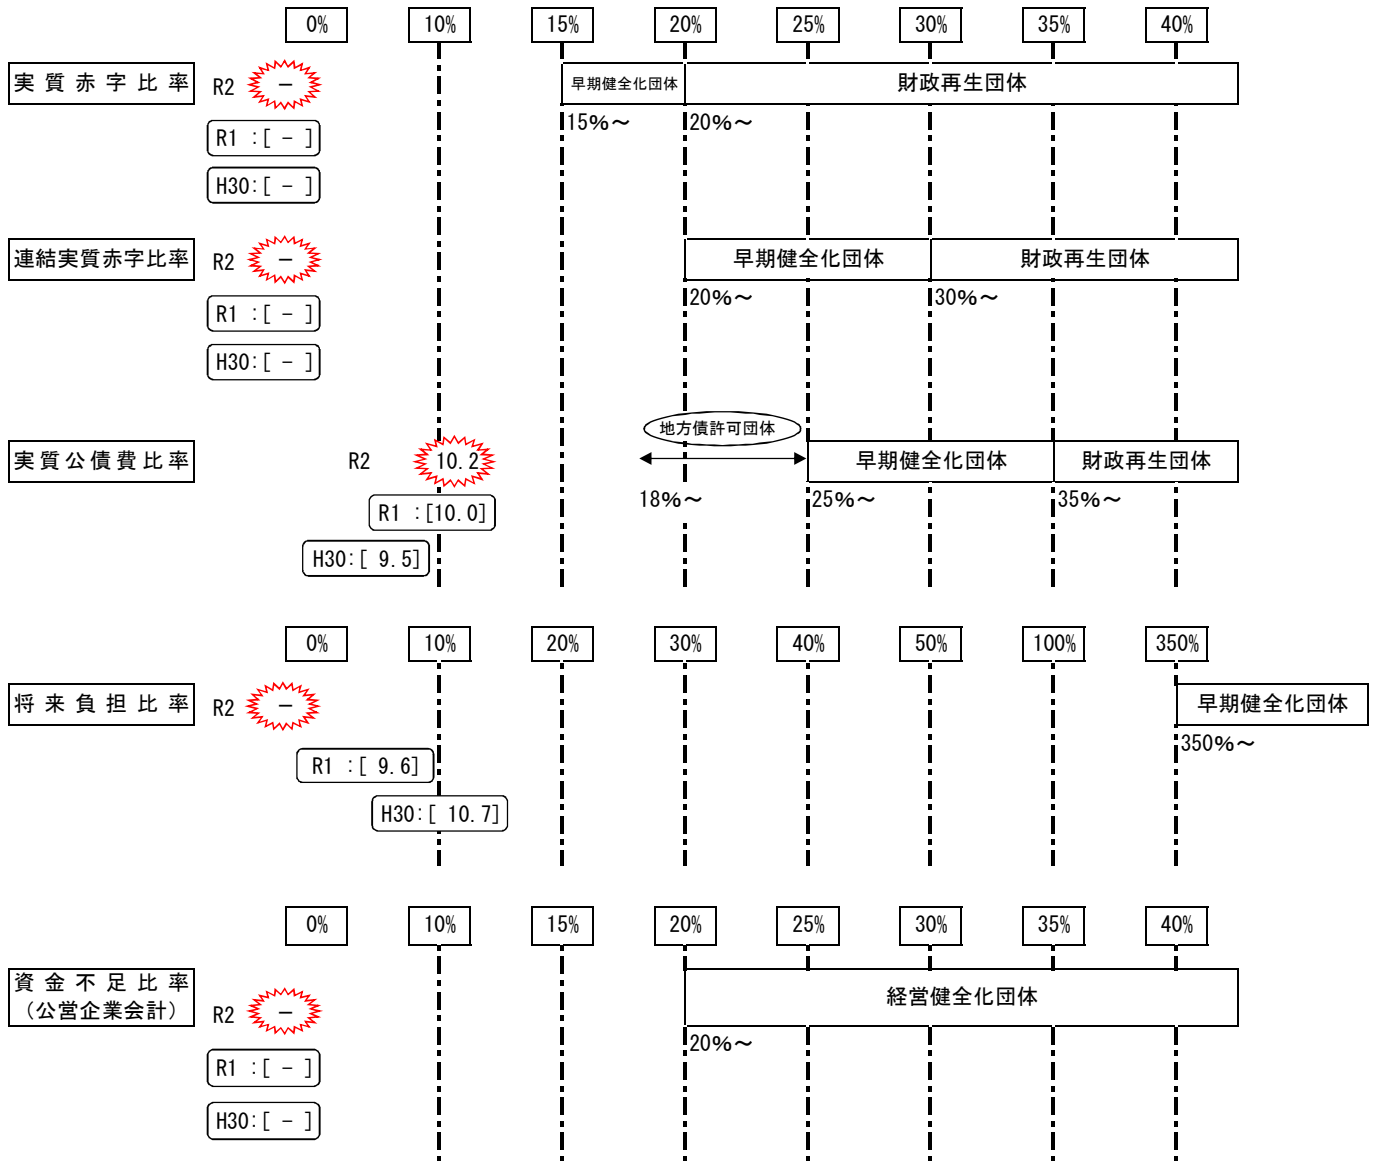 0% 10% 15% 20% 25% 30% 35% 40%
実質赤字比率 R2 － 早期健全化団体 財政再生団体
15%～ 20%～
R1 :[ － ]
H30:[ － ]
連結実質赤字比率 R2 － 早期健全化団体 財政再生団体
20%～ 30%～
R1 :[ － ]
H30:[ － ]
地方債許可団体
実質公債費比率 R2 10.2 早期健全化団体 財政再生団体
18%～ 25%～ 35%～
R1 :[10.0]
H30:[ 9.5]
0% 10% 20% 30% 40% 50% 100% 350%
将来負担比率 R2 － 早期健全化団体
350%～
R1 :[ 9.6]
H30:[ 10.7]
0% 10% 15% 20% 25% 30% 35% 40%
資金不足比率
（公営企業会計） R2 － 経営健全化団体
20%～
R1 :[ － ]
H30:[ － ]